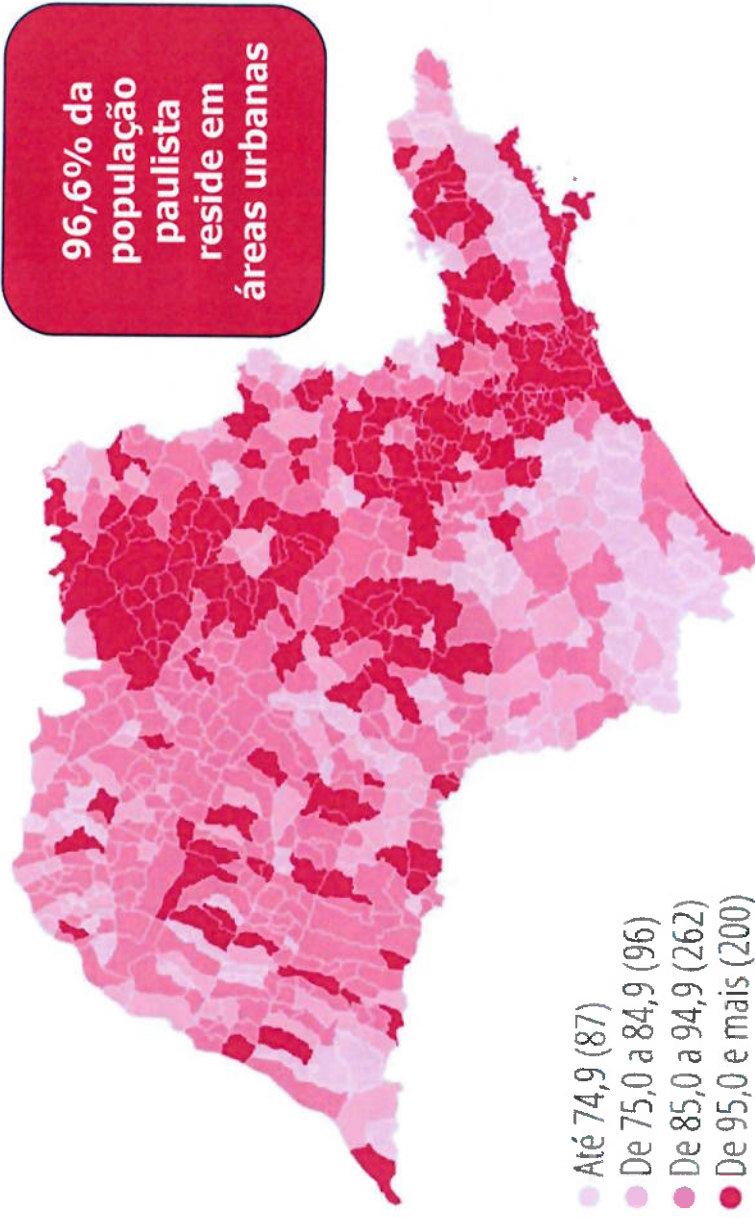 96,6% da
população
paulista
reside em
áreas urbanas
Até 74,9 (87)
De 75,0 a 84,9 (96)
De 85,0 a 94,9 (262)
De 95,0 e mais (200)